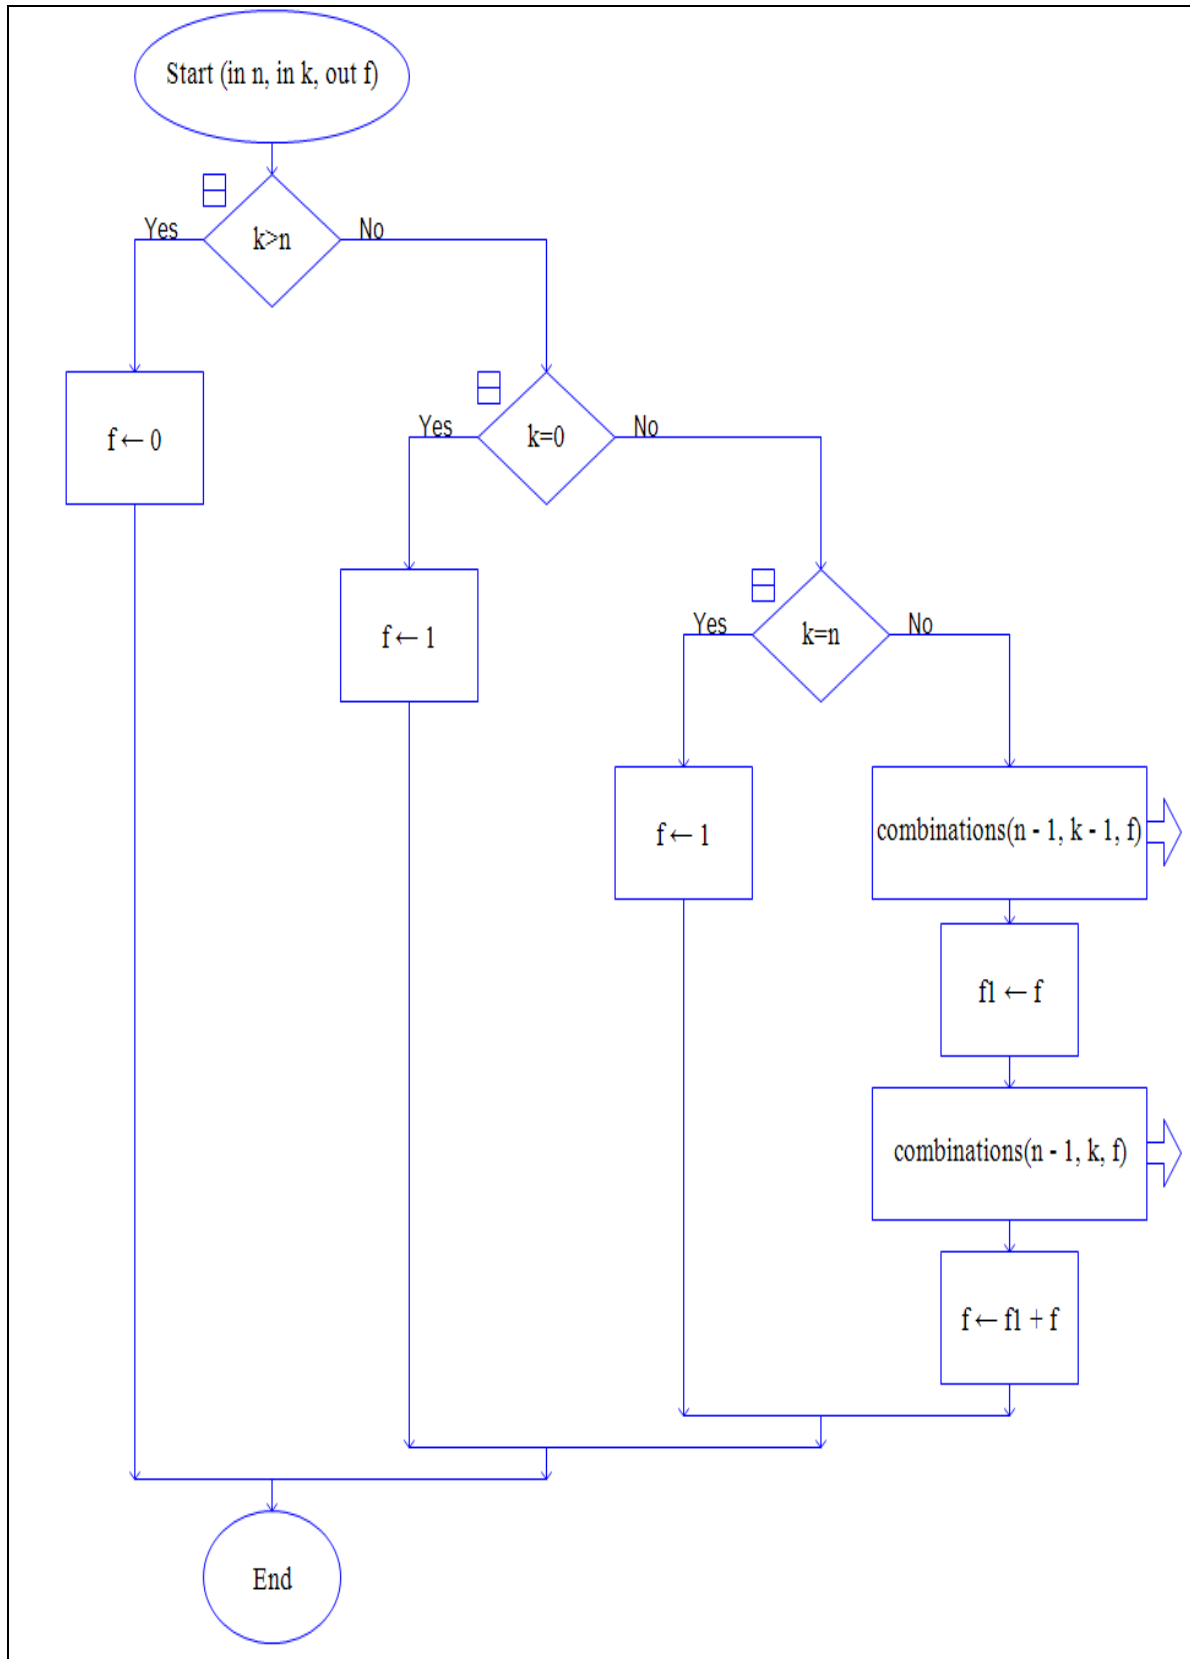 Start (in n, in k, out f)
Yes
k>n
No
f ← 0
Yes
k=0
No
f ← 1
Yes
k=n
No
f ← 1
combinations(n - 1, k - 1, f)
f1 ← f
combinations(n - 1, k, f)
f ← f1 + f
End